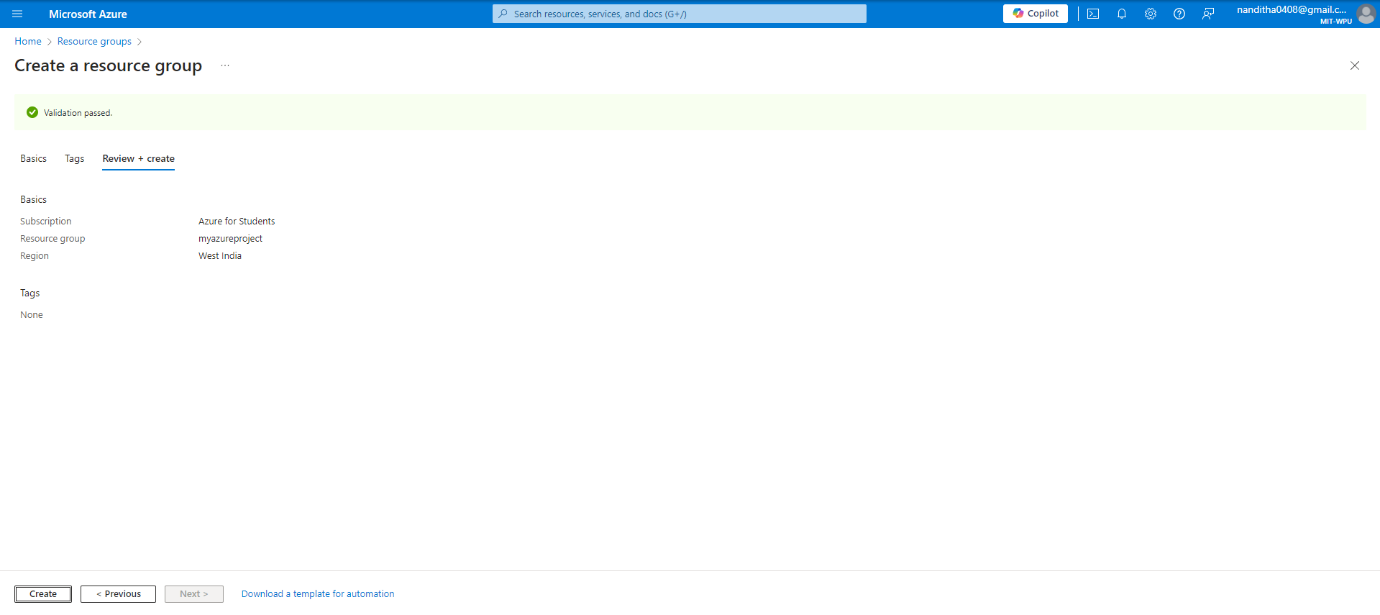 Microsoft Azure
Search resources, services, and docs (G+/)
Copilot
nanditha0408@gmail.c...
MIT-WPU
Home > Resource groups >
Create a resource group ...
Validation passed.
Basics Tags Review + create
Basics
Subscription Azure for Students
Resource group myazureproject
Region West India
Tags
None
Create < Previous Next > Download a template for automation